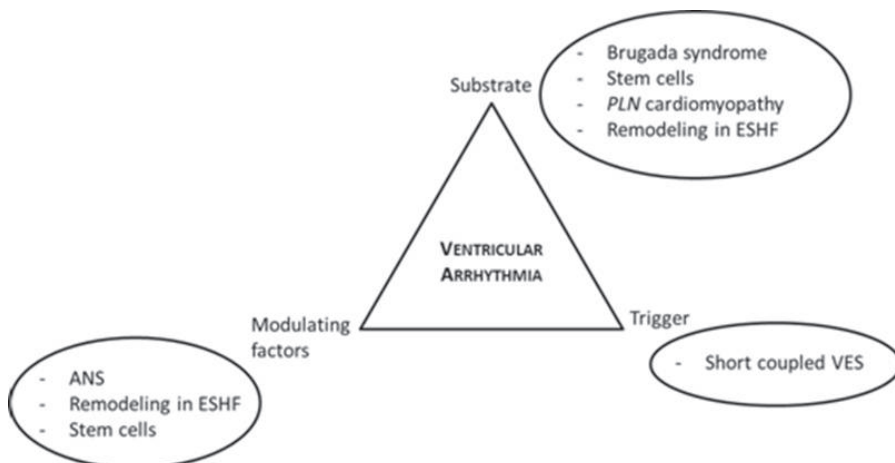 - Brugada syndrome
- Stem cells
- PLN cardiomyopathy
- Remodeling in ESHF
Substrate
VENTRICULAR
ARRHYTHMIA
Modulating
factors
Trigger
- ANS
- Remodeling in ESHF
- Stem cells
- Short coupled VES